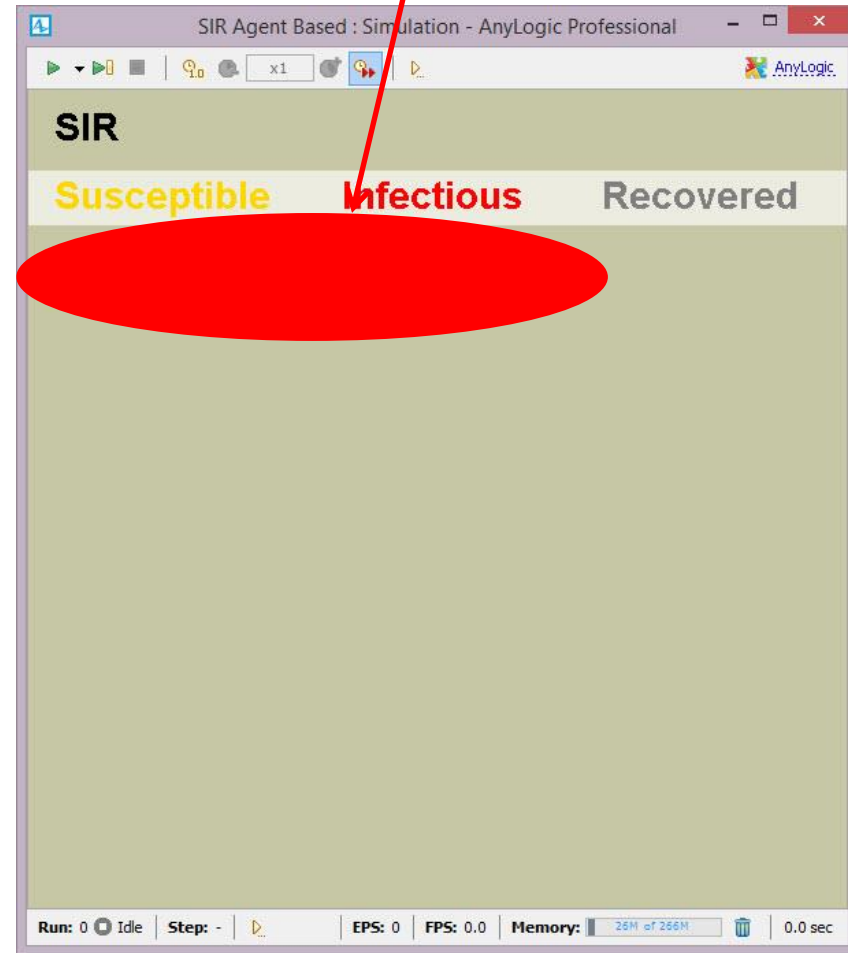 SIR Agent Based : Simulation - AnyLogic Professional
x1
AnyLogic
SIR
Susceptible Infectious Recovered
Run: 0 Idle Step: - EPS: 0 FPS: 0.0 Memory: 26M of 266M 0.0 sec